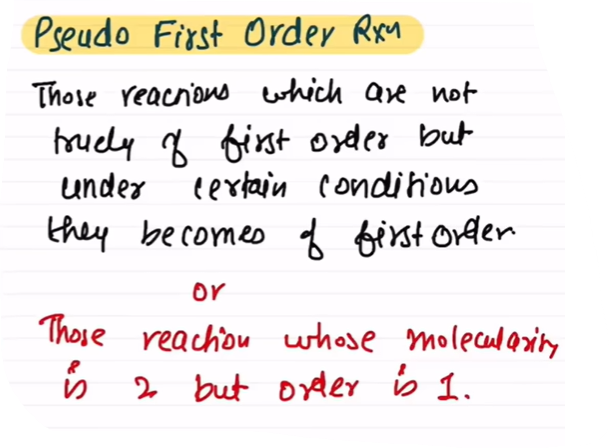 Pseudo First Order Rxn
Those reactions which are not
truely of first order but
under certain conditions
they becomes of first order.
or
Those reaction whose molecularity
is 2 but order is 1.